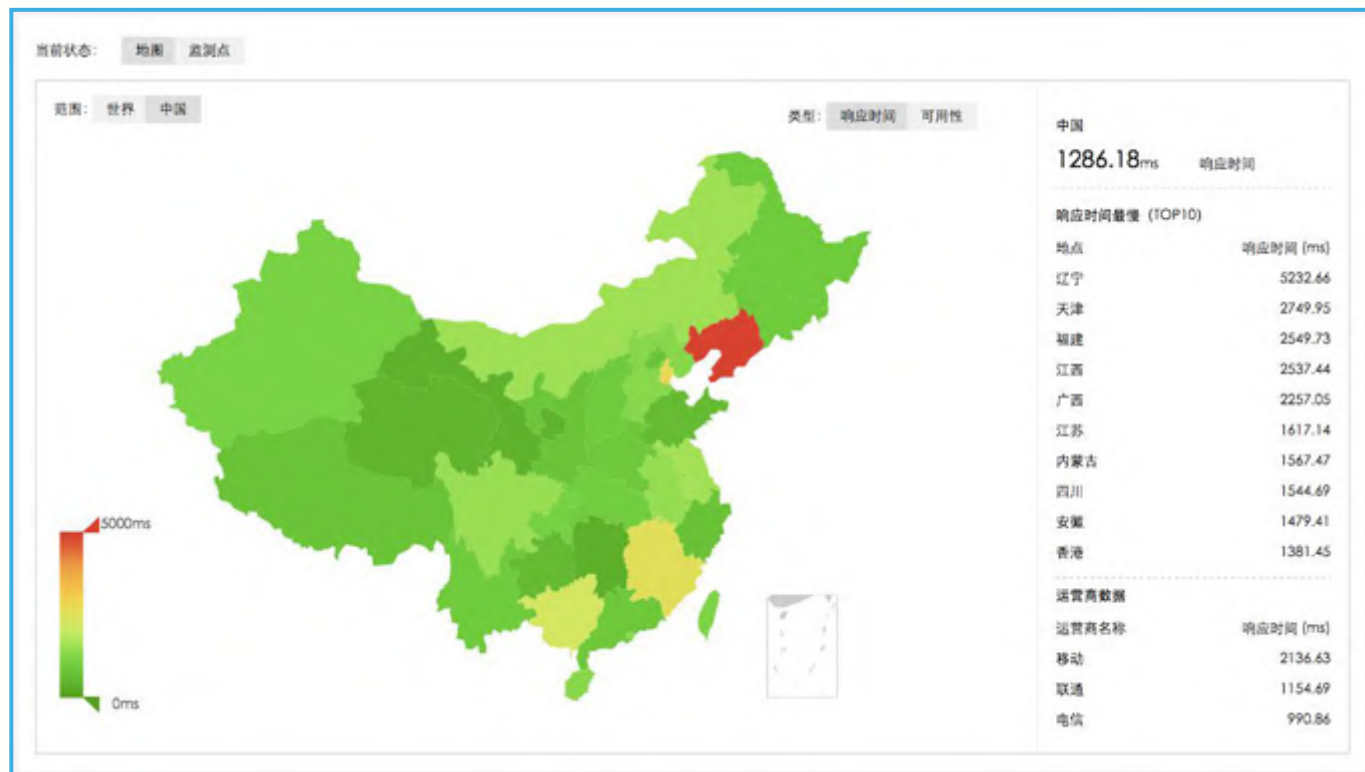 当前状态: 地图 监测点
范围: 世界 中国
类型: 响应时间 可用性
5000ms
0ms
中国
1286.18ms 响应时间
响应时间最慢 (TOP10)
地点 响应时间 (ms)
辽宁 5232.66
天津 2749.95
福建 2549.73
江西 2537.44
广西 2257.05
江苏 1617.14
内蒙古 1567.47
四川 1544.69
安徽 1479.41
香港 1381.45
运营商数据
运营商名称 响应时间 (ms)
移动 2136.63
联通 1154.69
电信 990.86